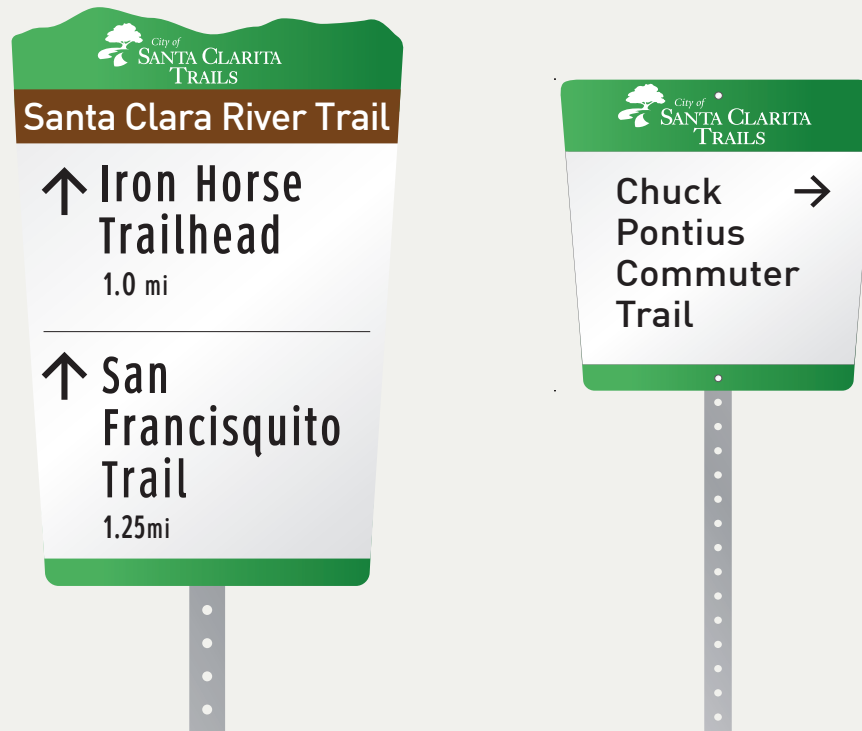 City of
SANTA CLARITA
TRAILS
Santa Clara River Trail
↑ Iron Horse
Trailhead
1.0 mi
↑ San
Francisquito
Trail
1.25mi
City of
SANTA CLARITA
TRAILS
Chuck →
Pontius
Commuter
Trail